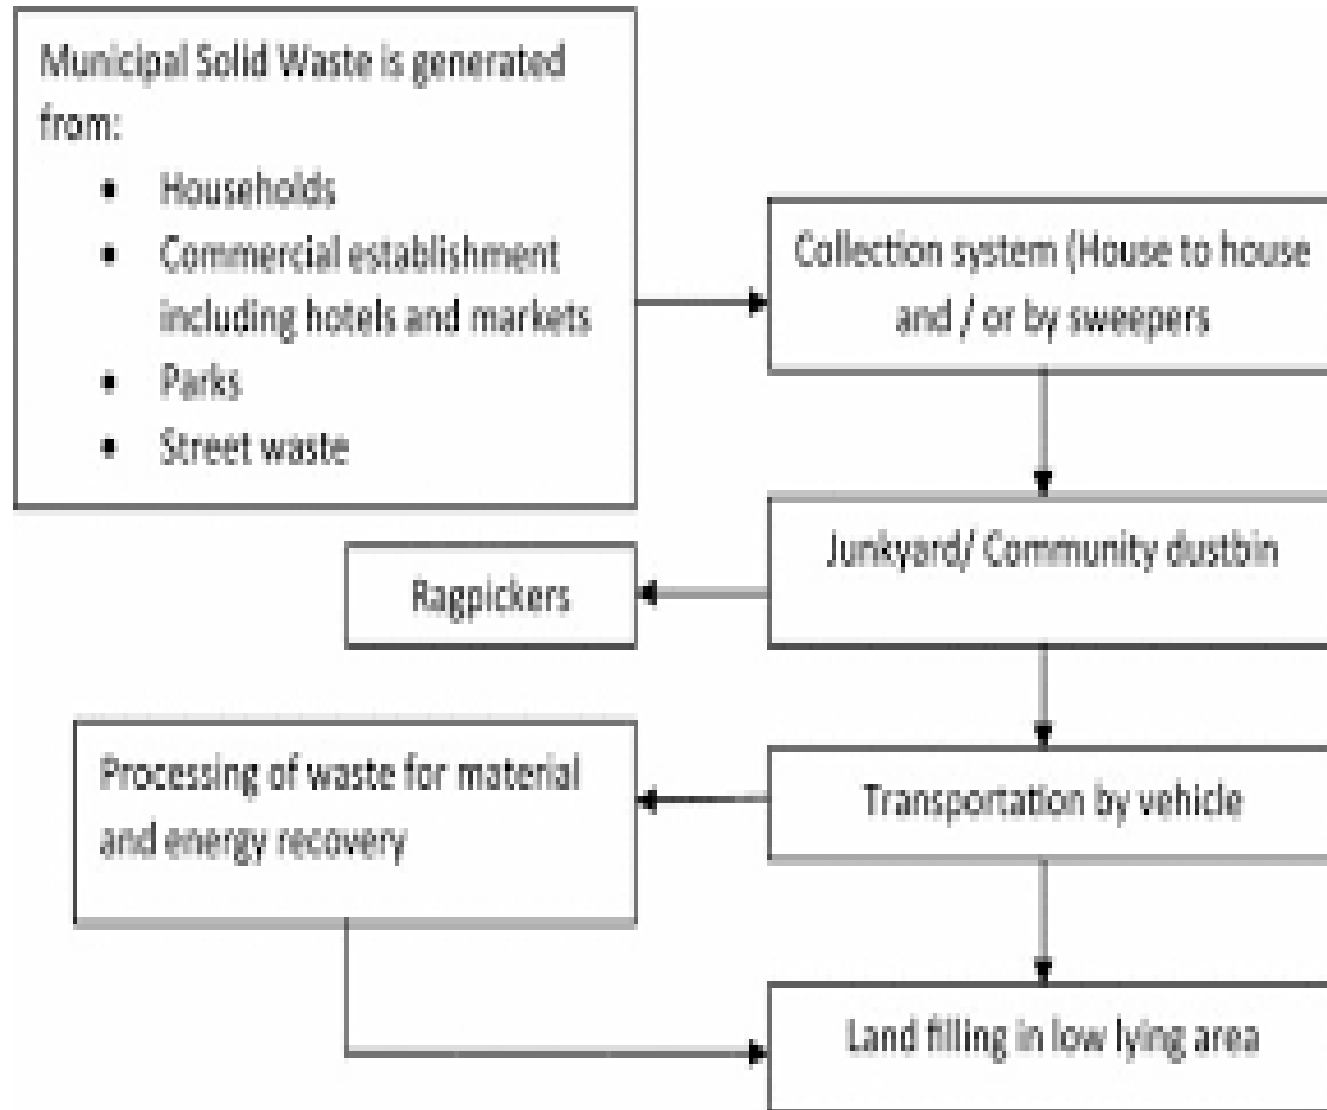 Municipal Solid Waste is generated
from:
• Households
• Commercial establishment
including hotels and markets
• Parks
• Street waste
Collection system (House to house
and / or by sweepers
Junkyard/ Community dustbin
Ragpickers
Transportation by vehicle
Processing of waste for material
and energy recovery
Land filling in low lying area